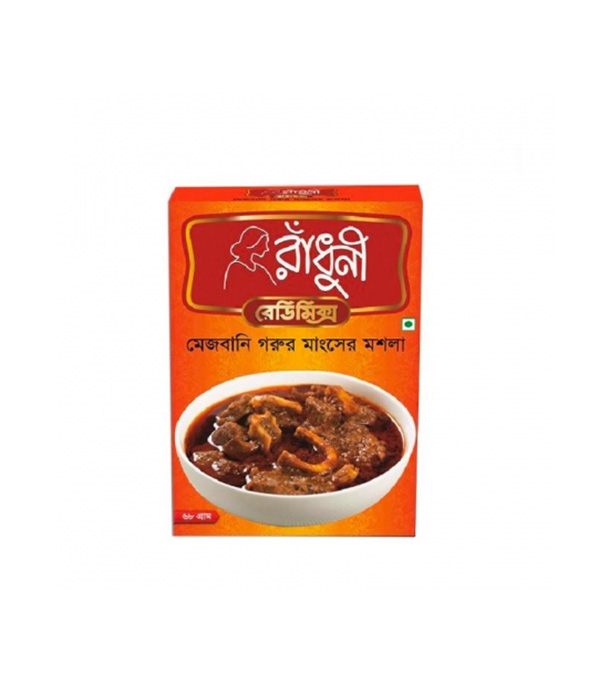 রাঁধুনী
রাঁধুনী
রেডিমিক্স
মেজবানি গরুর মাংসের মশলা
৬৮ গ্রাম